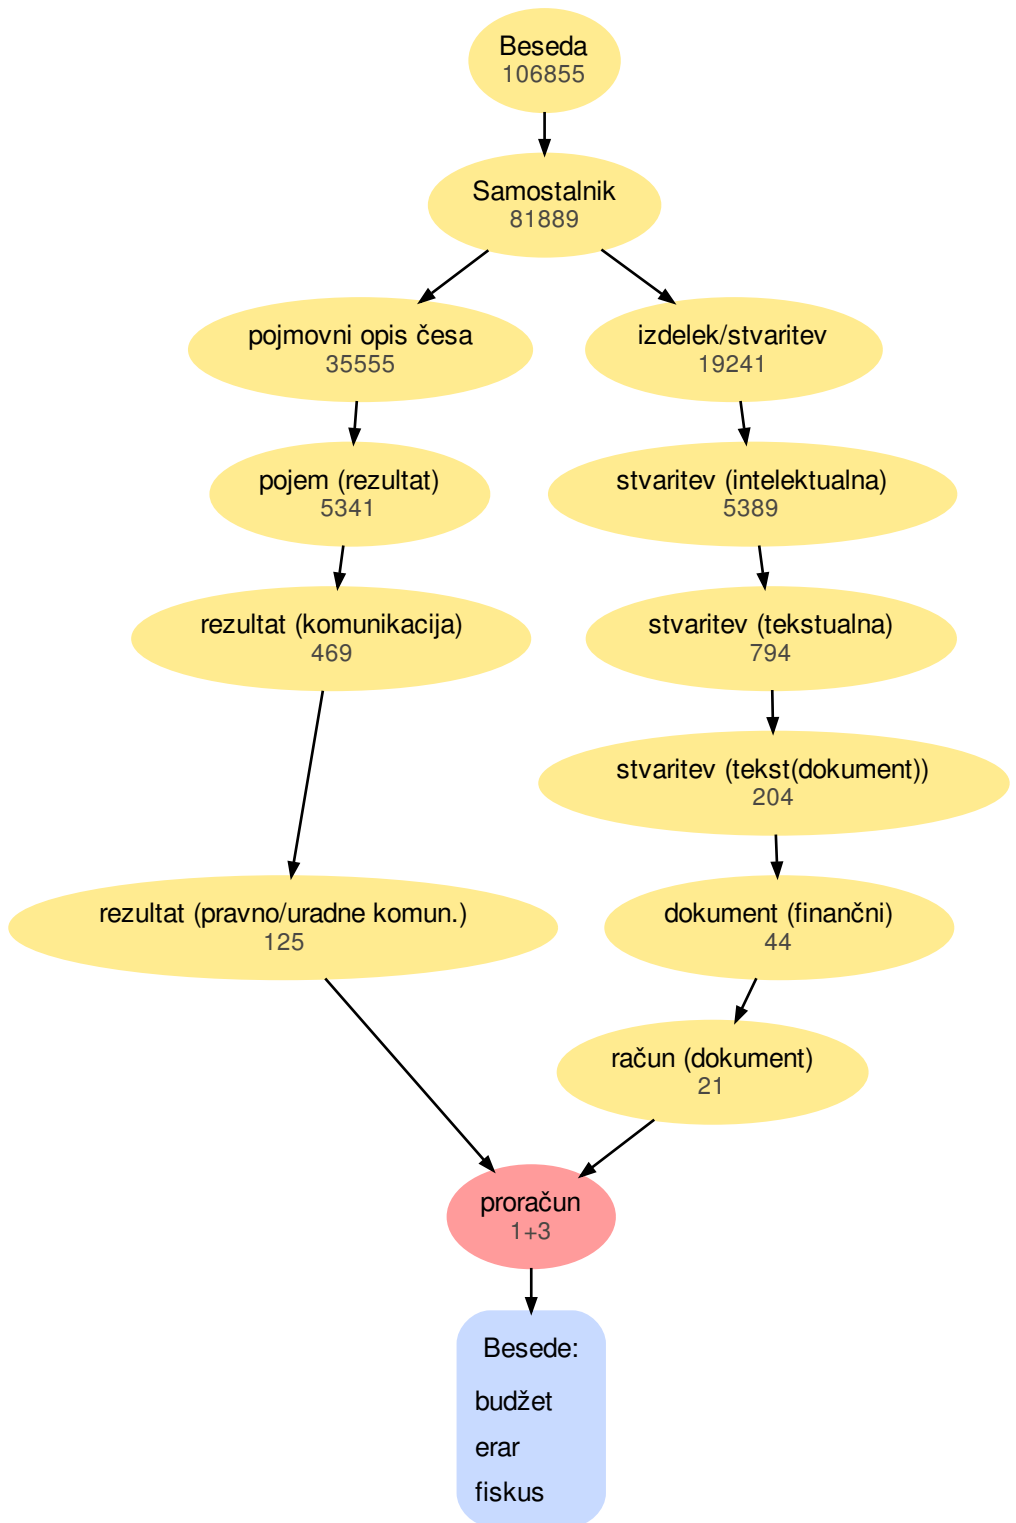 Beseda
106855
Samostalnik
81889
pojmovni opis česa
35555
izdelek/stvaritev
19241
pojem (rezultat)
5341
stvaritev (intelektualna)
5389
rezultat (komunikacija)
469
stvaritev (tekstualna)
794
stvaritev (tekst(dokument))
204
rezultat (pravno/uradne komun.)
125
dokument (finančni)
44
račun (dokument)
21
proračun
1+3
Besede:
budžet
erar
fiskus